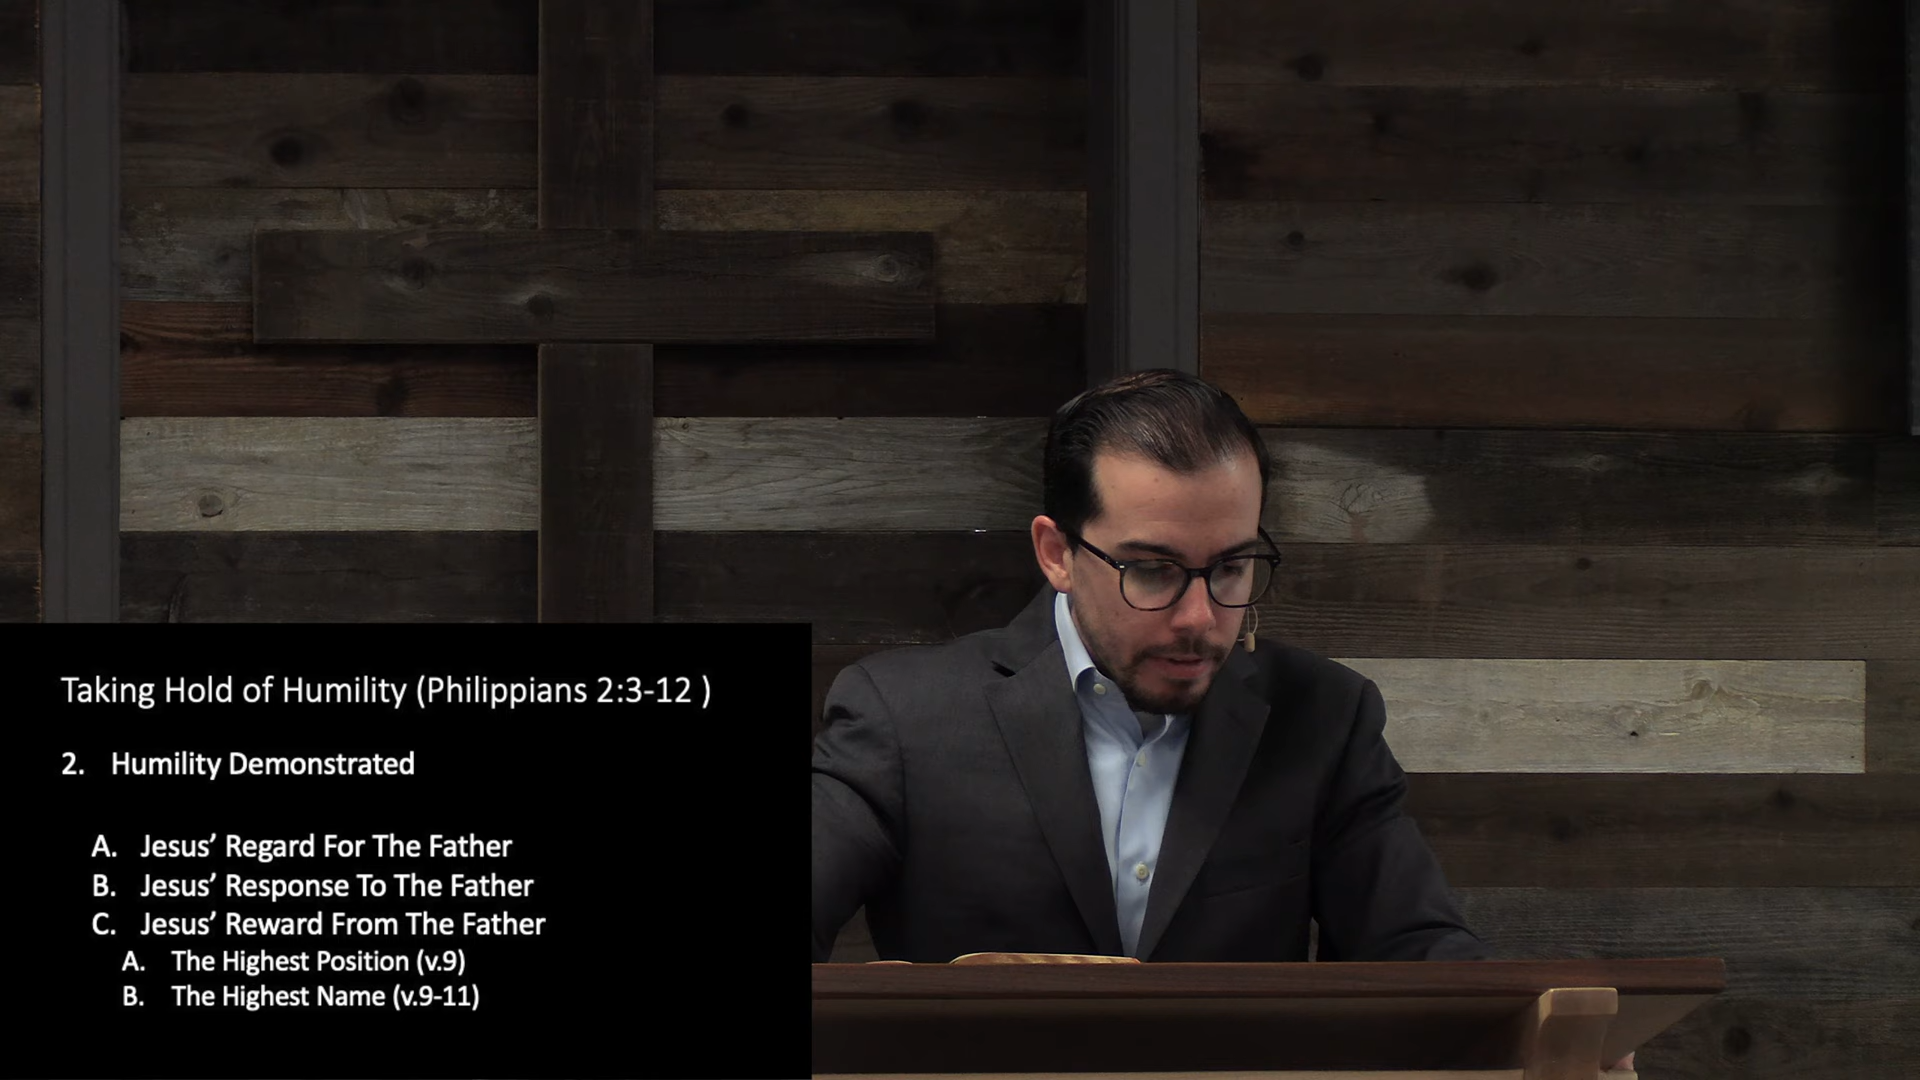 Taking Hold of Humility (Philippians 2:3-12 )
2. Humility Demonstrated
A. Jesus’ Regard For The Father
B. Jesus’ Response To The Father
C. Jesus’ Reward From The Father
A. The Highest Position (v.9)
B. The Highest Name (v.9-11)